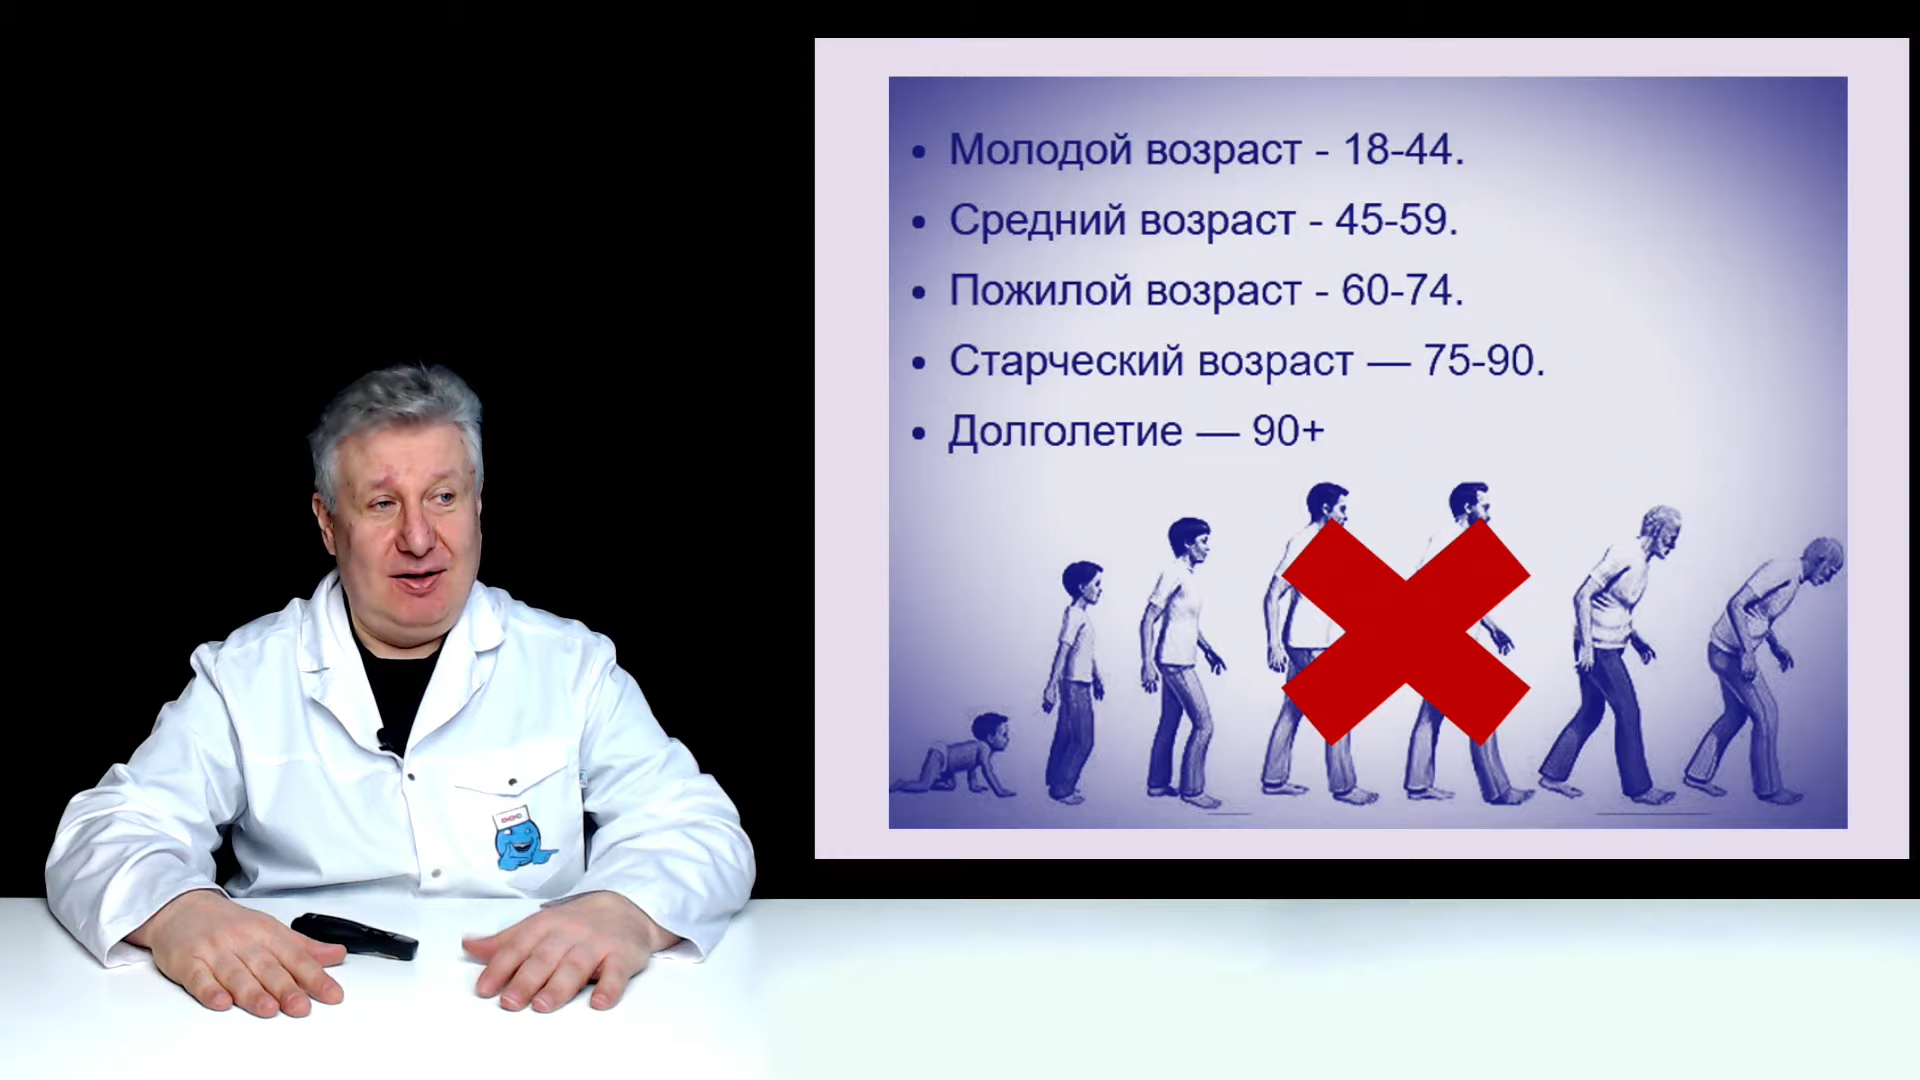 • Молодой возраст - 18-44.
• Средний возраст - 45-59.
• Пожилой возраст - 60-74.
• Старческий возраст — 75-90.
• Долголетие — 90+